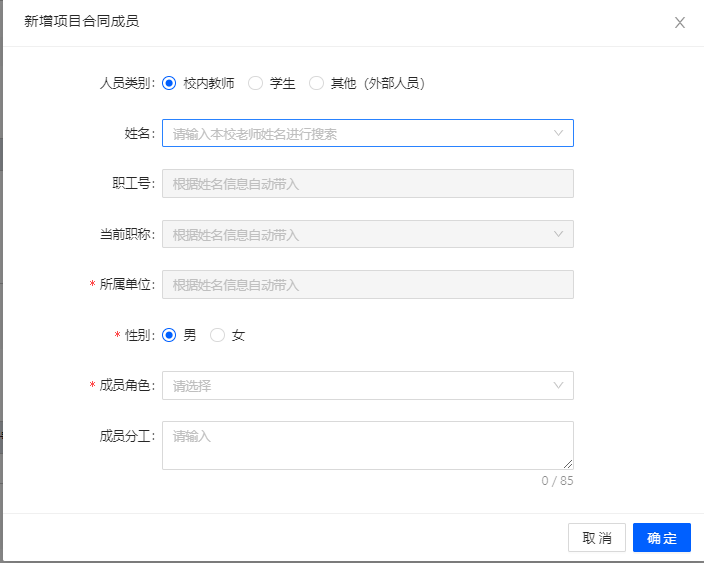 新增项目合同成员
人员类别: 校内教师 学生 其他（外部人员）
姓名: 请输入本校老师姓名进行搜索
职工号: 根据姓名信息自动带入
当前职称: 根据姓名信息自动带入
* 所属单位: 根据姓名信息自动带入
* 性别: 男 女
* 成员角色: 请选择
成员分工: 请输入
0 / 85
取消 确定